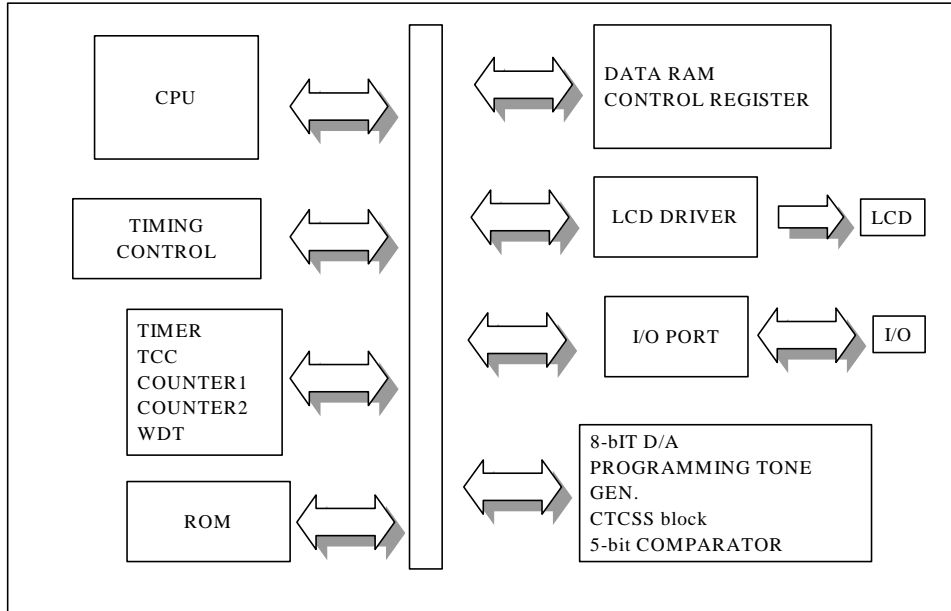 CPU
TIMING
CONTROL
TIMER
TCC
COUNTER1
COUNTER2
WDT
ROM
DATA RAM
CONTROL REGISTER
LCD DRIVER
LCD
I/O PORT
I/O
8-bIT D/A
PROGRAMMING TONE
GEN.
CTCSS block
5-bit COMPARATOR